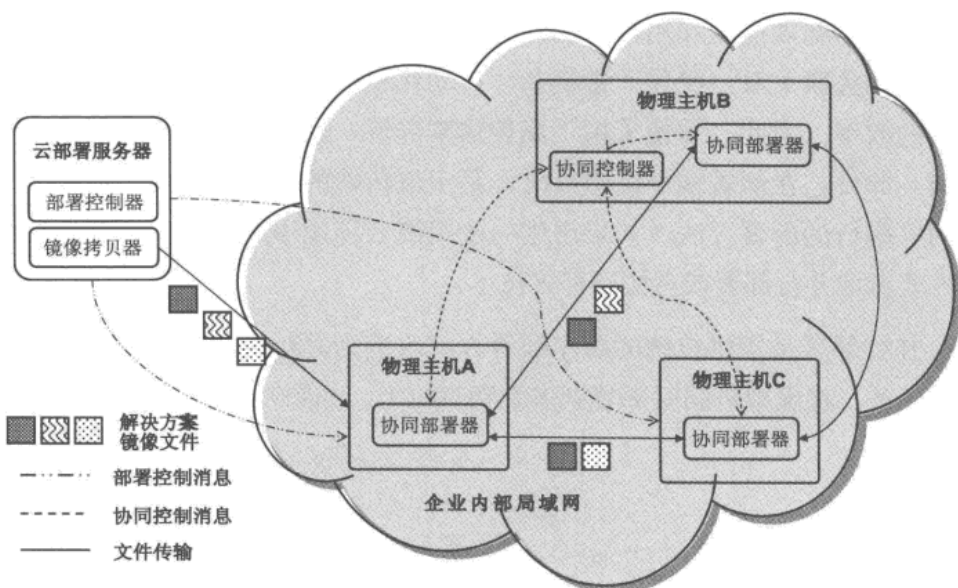 云部署服务器
部署控制器
镜像拷贝器
物理主机B
协同控制器
协同部署器
物理主机A
协同部署器
物理主机C
协同部署器
企业内部局域网
解决方案
镜像文件
部署控制消息
协同控制消息
文件传输